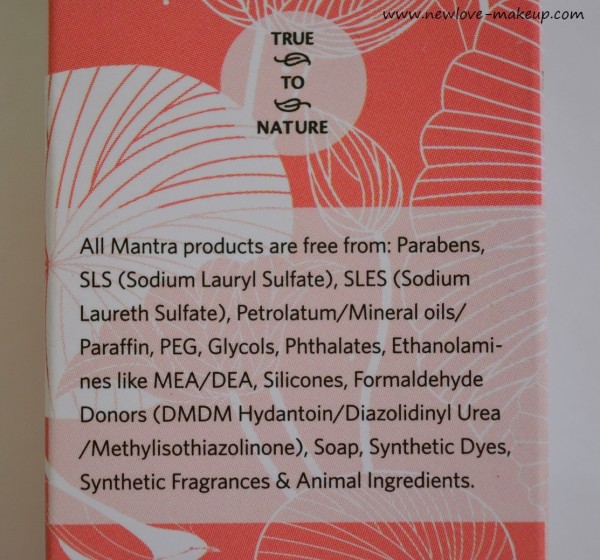 www.newlove-makeup.com
TRUE
TO
NATURE
All Mantra products are free from: Parabens,
SLS (Sodium Lauryl Sulfate), SLES (Sodium
Laureth Sulfate), Petrolatum/Mineral oils/
Paraffin, PEG, Glycols, Phthalates, Ethanolami-
nes like MEA/DEA, Silicones, Formaldehyde
Donors (DMDM Hydantoin/Diazolidinyl Urea
/Methylisothiazolinone), Soap, Synthetic Dyes,
Synthetic Fragrances & Animal Ingredients.